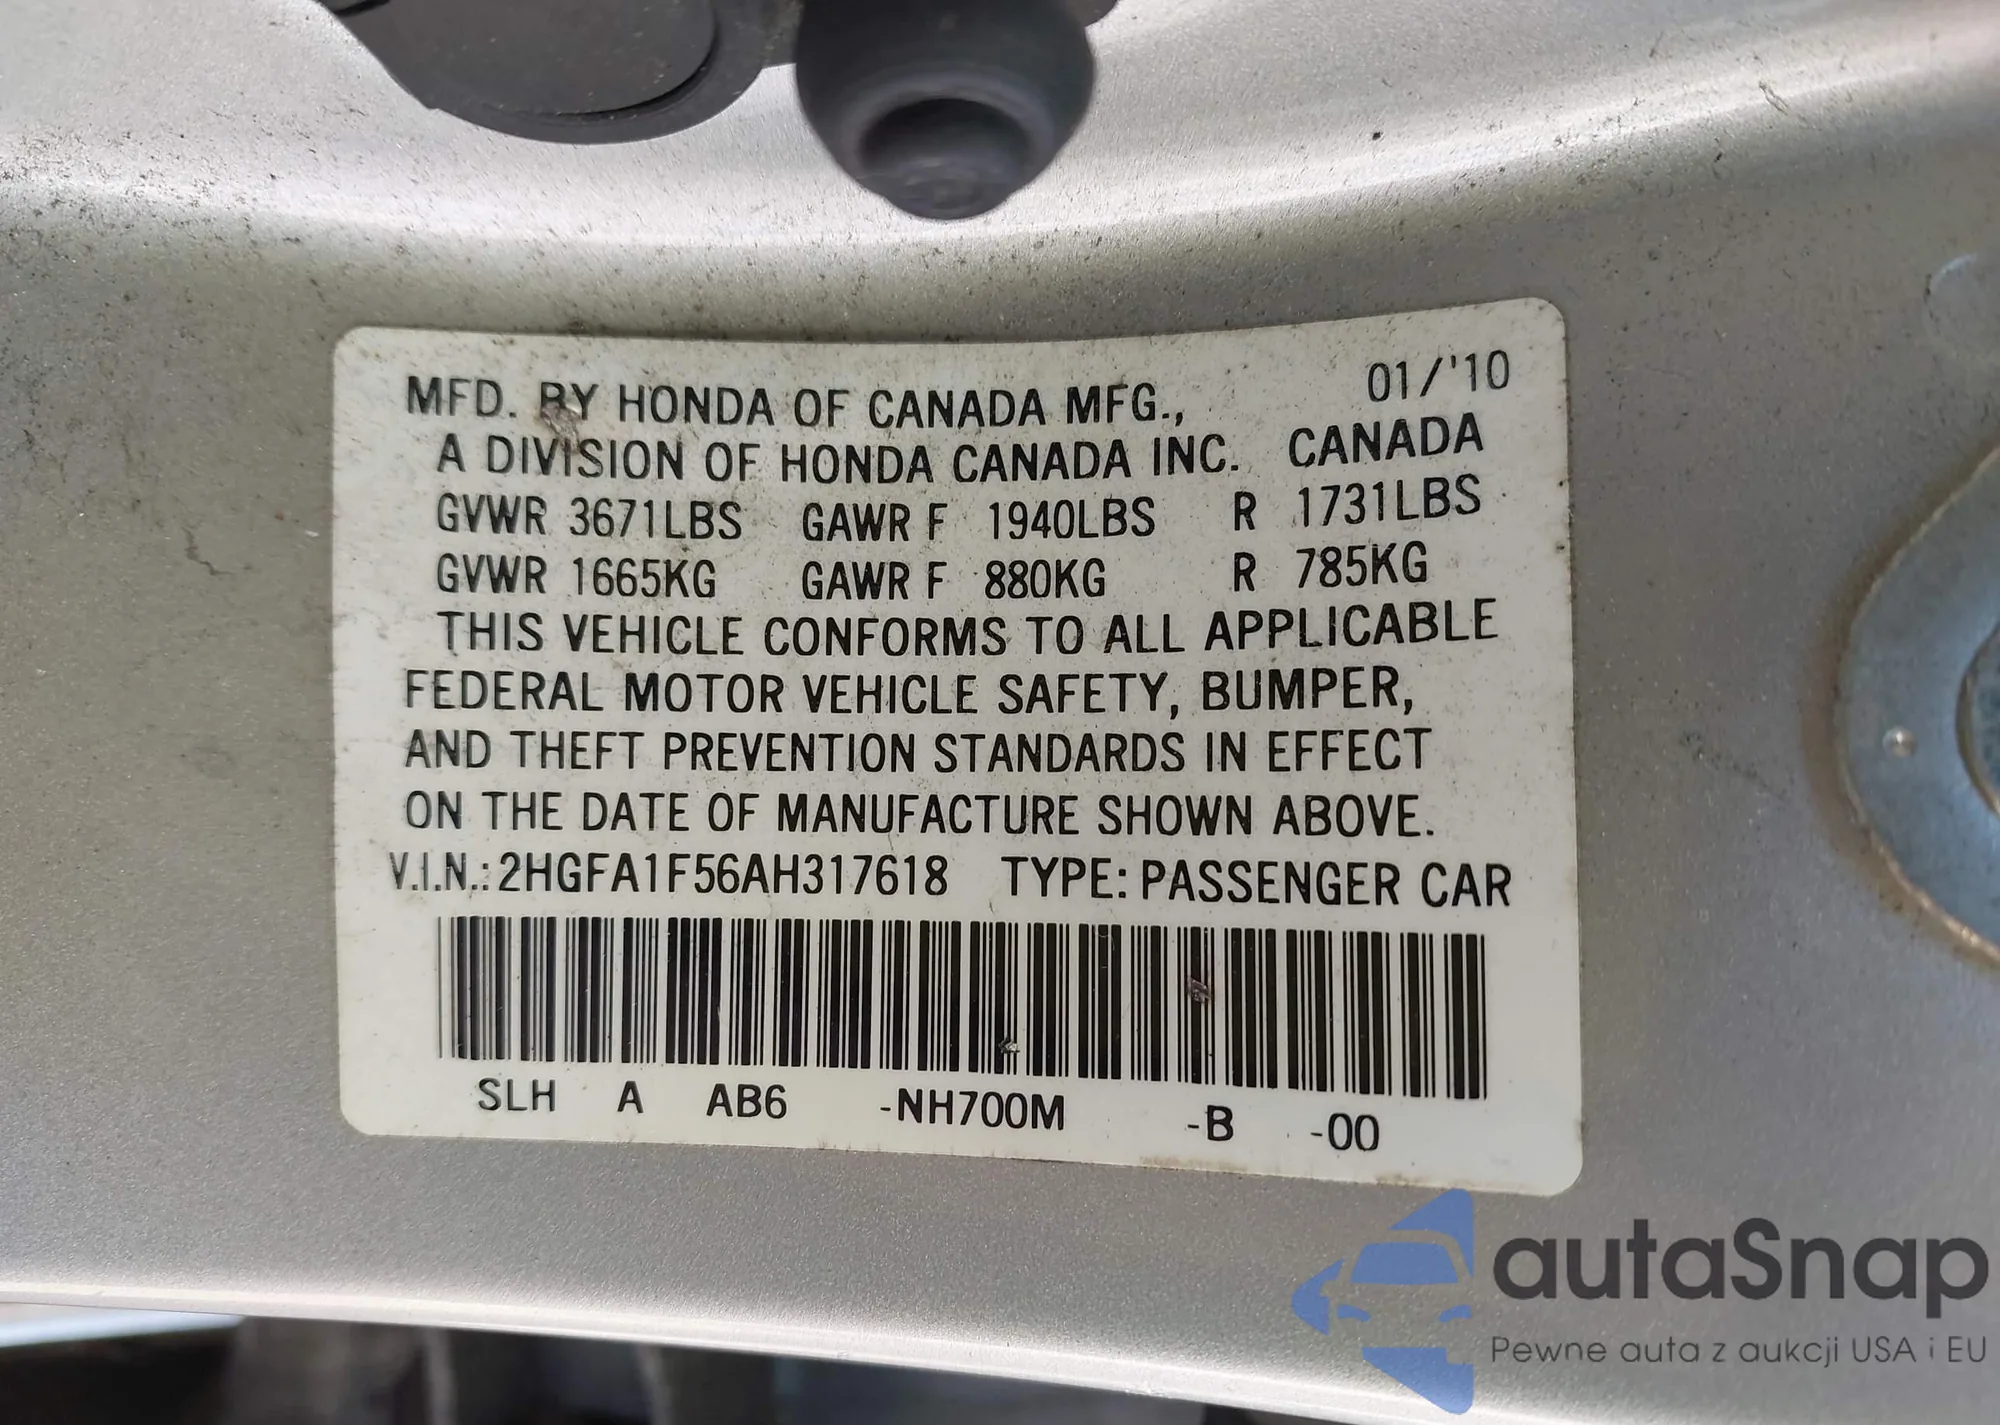 MFD. BY HONDA OF CANADA MFG., 01/'10
A DIVISION OF HONDA CANADA INC. CANADA
GVWR 3671LBS GAWR F 1940LBS R 1731LBS
GVWR 1665KG GAWR F 880KG R 785KG
THIS VEHICLE CONFORMS TO ALL APPLICABLE
FEDERAL MOTOR VEHICLE SAFETY, BUMPER,
AND THEFT PREVENTION STANDARDS IN EFFECT
ON THE DATE OF MANUFACTURE SHOWN ABOVE.
V.I.N.: 2HGFA1F56AH317618 TYPE: PASSENGER CAR
SLH A AB6 -NH700M -B -00
autaSnap
Pewne auta z aukcji USA i EU